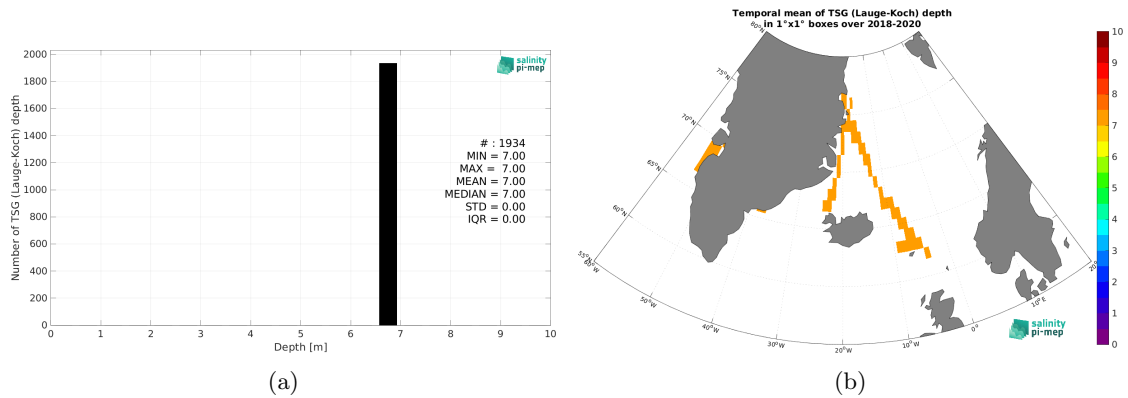 Number of TSG (Lauge-Koch) depth
2000
1800
1600
1400
1200
1000
800
600
400
200
0
0 1 2 3 4 5 6 7 8 9 10
Depth [m]
salinity
pi-mep
# : 1934
MIN = 7.00
MAX = 7.00
MEAN = 7.00
MEDIAN = 7.00
STD = 0.00
IQR = 0.00
(a)
Temporal mean of TSG (Lauge-Koch) depth
in 1°x1° boxes over 2018-2020
80°N
75°N
70°N
65°N
60°N
55°N
60°W
50°W
40°W
30°W
20°W
10°W
0°
10°E
10
9
8
7
6
5
4
3
2
1
0
salinity
pi-mep
(b)